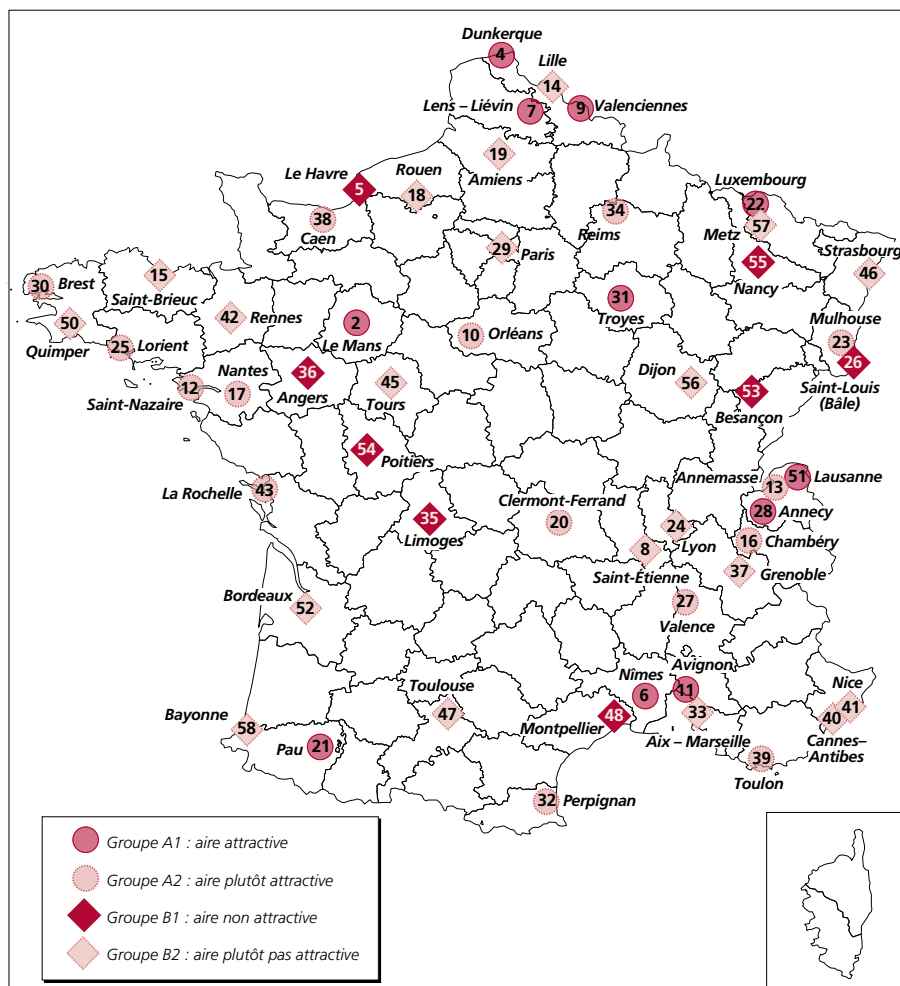 Dunkerque
4
Lille
14
Lens – Liévin
7
9
Valenciennes
19
Amiens
Le Havre
5
Rouen
18
38
Caen
Luxembourg
22
57
Metz
34
Reims
29
Paris
Strasbourg
46
55
Nancy
15
Saint-Brieuc
30
Brest
50
Quimper
25
Lorient
42
Rennes
2
Le Mans
10
Orléans
31
Troyes
Mulhouse
23
26
Saint-Louis
(Bâle)
Nantes
12
17
Saint-Nazaire
36
Angers
45
Tours
Dijon
56
53
Besançon
54
Poitiers
La Rochelle
43
Annemasse
13
51
Lausanne
28
Annecy
Clermont-Ferrand
20
35
Limoges
24
Lyon
8
Saint-Étienne
16
Chambéry
37
Grenoble
Bordeaux
52
27
Valence
Avignon
11
Nîmes
6
Toulouse
47
Montpellier
48
33
Aix – Marseille
Nice
41
40
Cannes–
Antibes
Bayonne
58
Pau
21
39
Toulon
32
Perpignan
Groupe A1 : aire attractive
Groupe A2 : aire plutôt attractive
Groupe B1 : aire non attractive
Groupe B2 : aire plutôt pas attractive